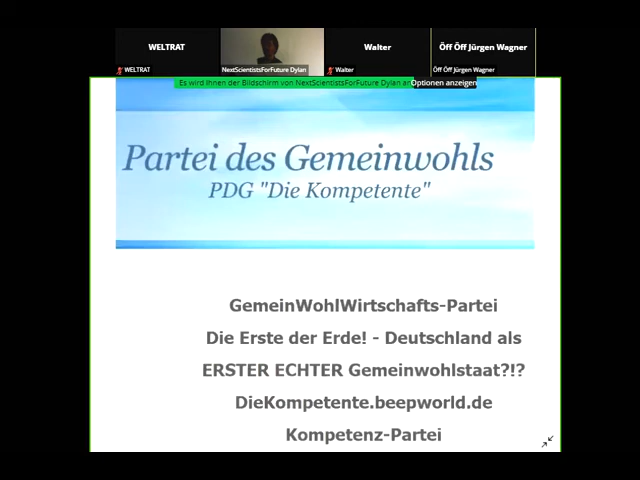 WELTRAT
Walter
Öff Öff Jürgen Wagner
WELTRAT
NextScientistsForFuture Dylan
Walter
Öff Öff Jürgen Wagner
Es wird Ihnen der Bildschirm von NextScientistsForFuture Dylan an
Optionen anzeigen
Partei des Gemeinwohls
PDG "Die Kompetente"
GemeinWohlWirtschafts-Partei
Die Erste der Erde! - Deutschland als
ERSTER ECHTER Gemeinwohlstaat?!?
DieKompetente.beepworld.de
Kompetenz-Partei